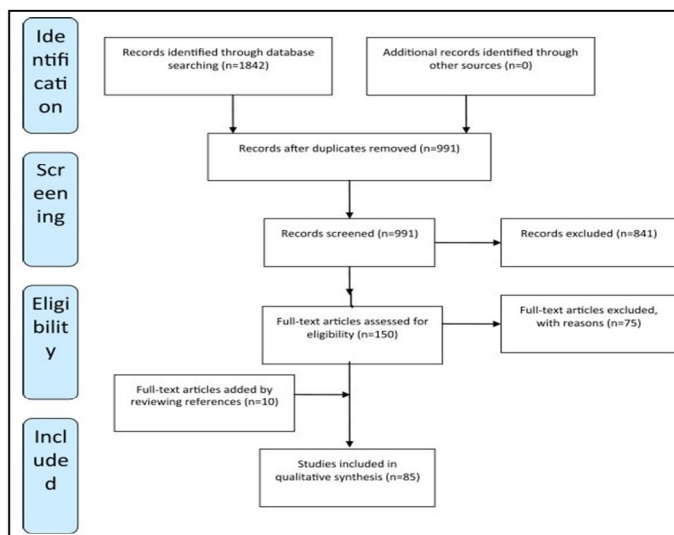 Ide
ntifi
cati
on
Records identified through database
searching (n=1842)
Additional records identified through
other sources (n=0)
Records after duplicates removed (n=991)
Scr
een
ing
Records screened (n=991)
Records excluded (n=841)
Eligi
bilit
y
Full-text articles assessed for
eligibility (n=150)
Full-text articles excluded,
with reasons (n=75)
Full-text articles added by
reviewing references (n=10)
Incl
ude
d
Studies included in
qualitative synthesis (n=85)